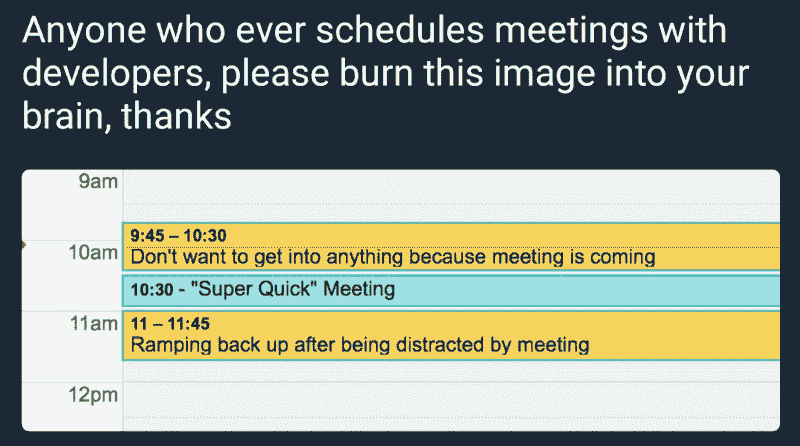 Anyone who ever schedules meetings with
developers, please burn this image into your
brain, thanks
9am
9:45 – 10:30
10am
Don't want to get into anything because meeting is coming
10:30 - "Super Quick" Meeting
11am
11 – 11:45
Ramping back up after being distracted by meeting
12pm